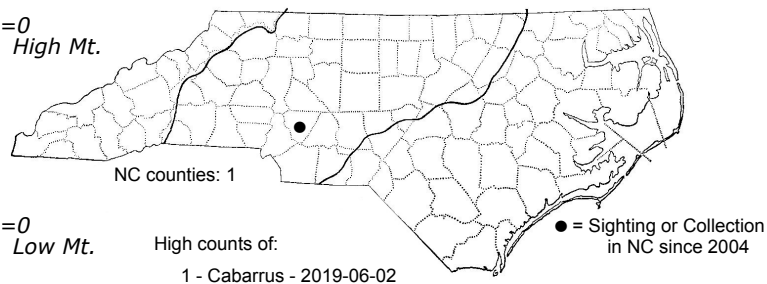 =0
High Mt.
NC counties: 1
=0
Low Mt.
High counts of:
1 - Cabarrus - 2019-06-02
● = Sighting or Collection
in NC since 2004